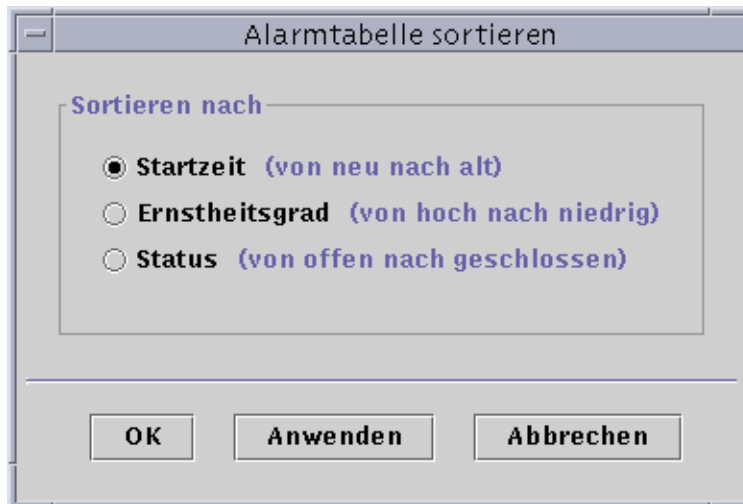 Alarmtabelle sortieren
Sortieren nach
Startzeit (von neu nach alt)
Ernstheitsgrad (von hoch nach niedrig)
Status (von offen nach geschlossen)
OK Anwenden Abbrechen